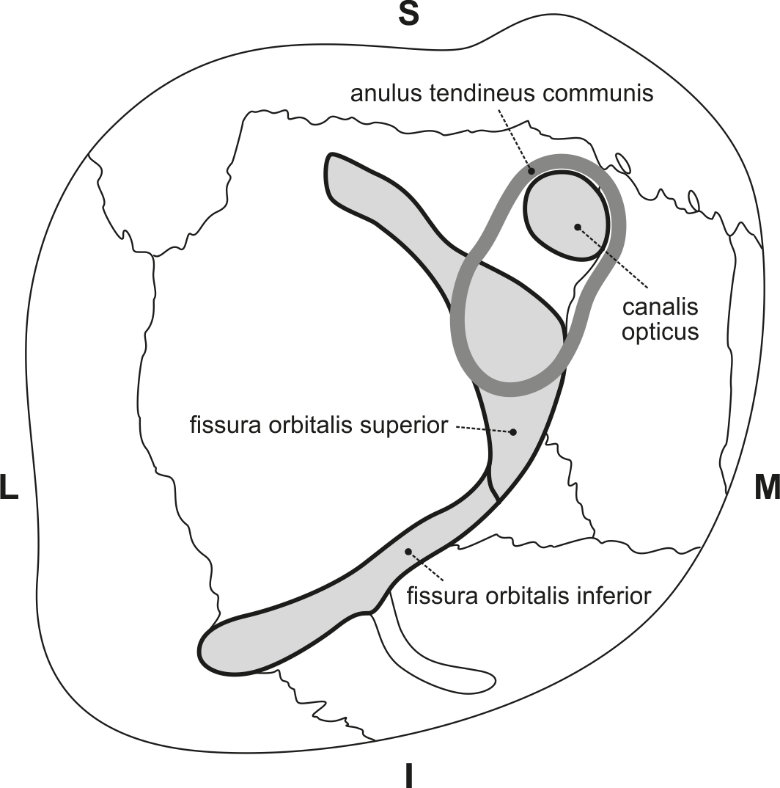 S
anulus tendineus communis
canalis
opticus
fissura orbitalis superior
L
M
fissura orbitalis inferior
I